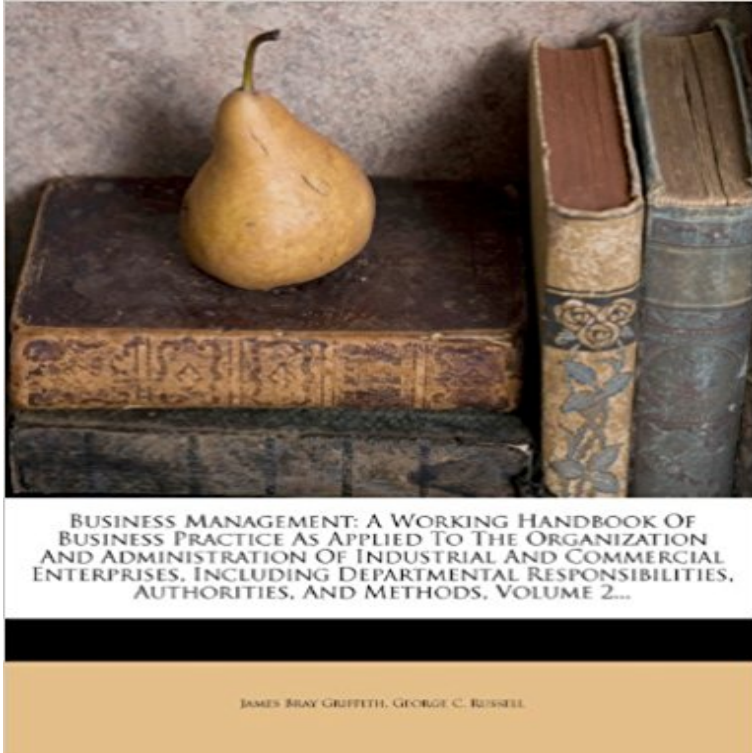 BUSINESS MANAGEMENT: A WORKING HANDBOOK OF
BUSINESS PRACTICE AS APPLIED TO THE ORGANIZATION
AND ADMINISTRATION OF INDUSTRIAL AND COMMERCIAL
ENTERPRISES, INCLUDING DEPARTMENTAL RESPONSIBILITIES,
AUTHORITIES, AND METHODS, VOLUME 2...
JAMES BRAY GRIFFITH, GEORGE C. RUSSELL